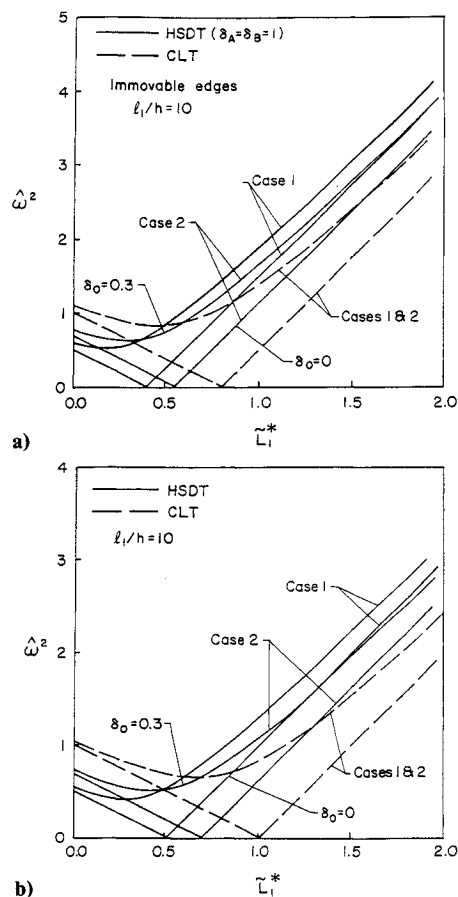 HSDT (δ_A=δ_B=1)
CLT
Immovable edges
ℓ₁/h=10
4
3
2
1
0
ω̂²
Case 1
Case 2
δ₀=0.3
Cases 1&2
δ₀=0
0.0 0.5 1.0 1.5 2.0
L̃₁*
a)
HSDT
CLT
ℓ₁/h=10
4
3
2
1
0
ω̂²
Case 1
Case 2
δ₀=0.3
Cases 1&2
δ₀=0
0.0 0.5 1.0 1.5 2.0
L̃₁*
b)